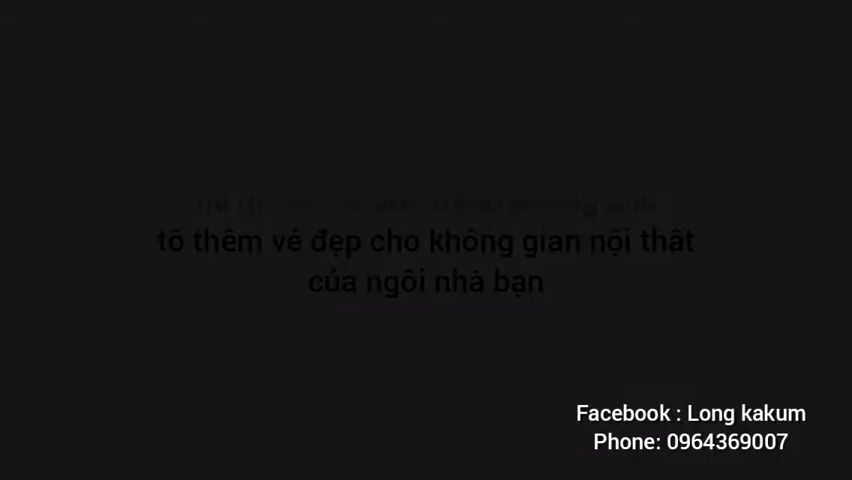 tô thêm vẻ đẹp cho không gian nội thất
của ngôi nhà bạn
Facebook : Long kakum
Phone: 0964369007